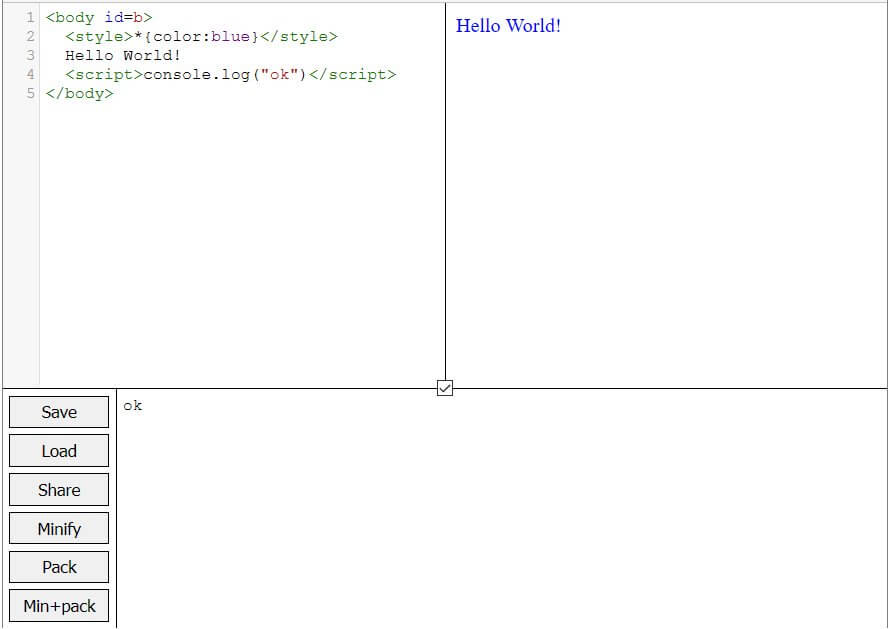 1 <body id=b>
2   <style>*{color:blue}</style>
3   Hello World!
4   <script>console.log("ok")</script>
5 </body>
Hello World!
Save
Load
Share
Minify
Pack
Min+pack
ok